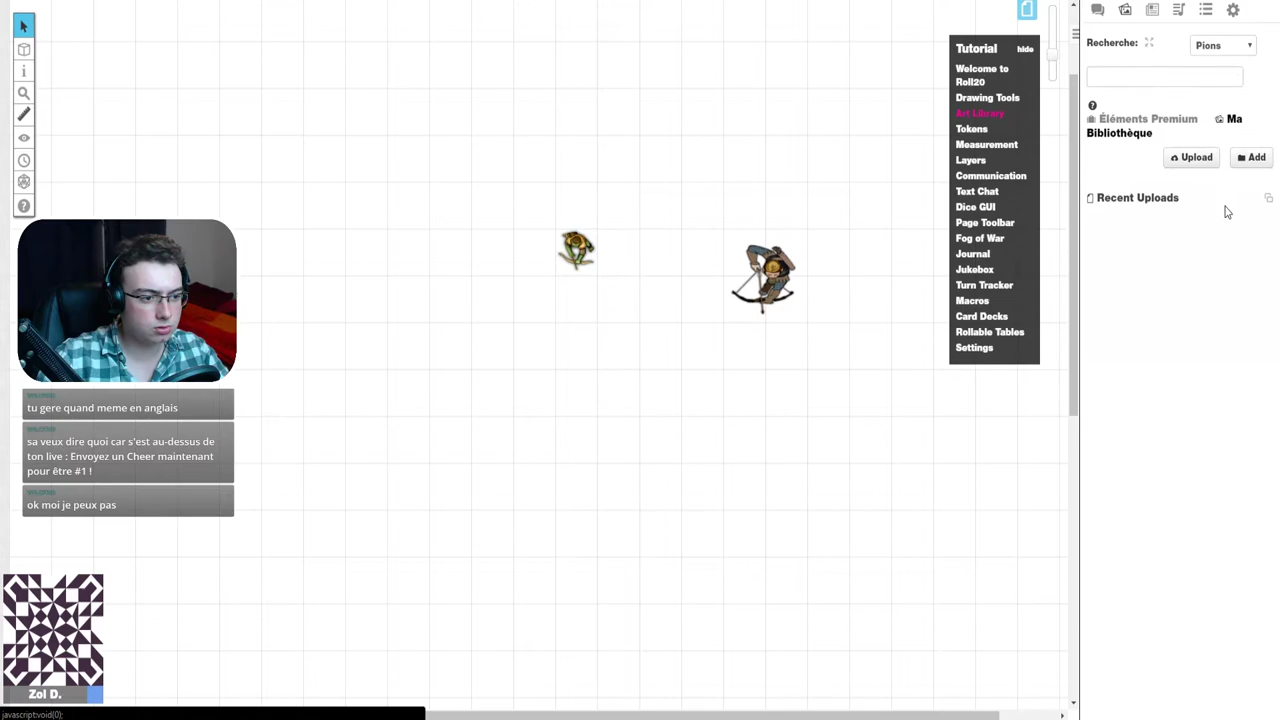 Tutorial hide
Welcome to
Roll20
Drawing Tools
Art Library
Tokens
Measurement
Layers
Communication
Text Chat
Dice GUI
Page Toolbar
Fog of War
Journal
Jukebox
Turn Tracker
Macros
Card Decks
Rollable Tables
Settings
Recherche:
Pions
Éléments Premium Ma
Bibliothèque
Upload Add
Recent Uploads
tu gere quand meme en anglais
sa veux dire quoi car s'est au-dessus de
ton live : Envoyez un Cheer maintenant
pour être #1 !
ok moi je peux pas
Zol D.
javascript:void(0);